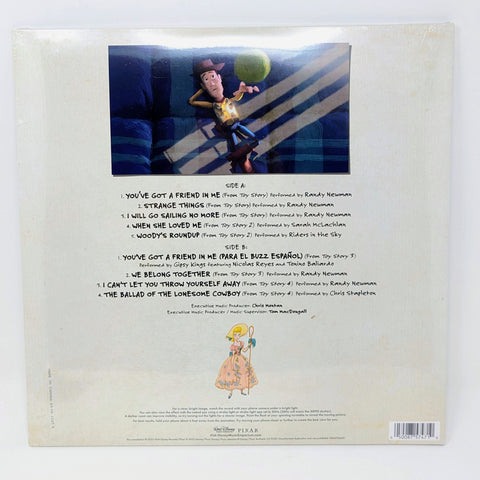 SIDE A:
1. YOU'VE GOT A FRIEND IN ME (From Toy Story) Performed by Randy Newman
2. STRANGE THINGS (From Toy Story) Performed by Randy Newman
3. I WILL GO SAILING NO MORE (From Toy Story) Performed by Randy Newman
4. WHEN SHE LOVED ME (From Toy Story 2) Performed by Sarah McLachlan
5. WOODY'S ROUNDUP (From Toy Story 2) Performed by Riders in the Sky
SIDE B:
1. YOU'VE GOT A FRIEND IN ME (PARA EL BUZZ ESPAÑOL) (From Toy Story 3)
Performed by Gipsy Kings featuring Nicolas Reyes and Tonino Baliardo
2. WE BELONG TOGETHER (From Toy Story 3) Performed by Randy Newman
3. I CAN'T LET YOU THROW YOURSELF AWAY (From Toy Story 4) Performed by Randy Newman
4. THE BALLAD OF THE LONESOME COWBOY (From Toy Story 4) Performed by Chris Stapleton
Executive Music Producer: Chris Montan
Executive Music Producer / Music Supervisor: Tom MacDougall
Walt Disney PIXAR
Visit DisneyMusicEmporium.com